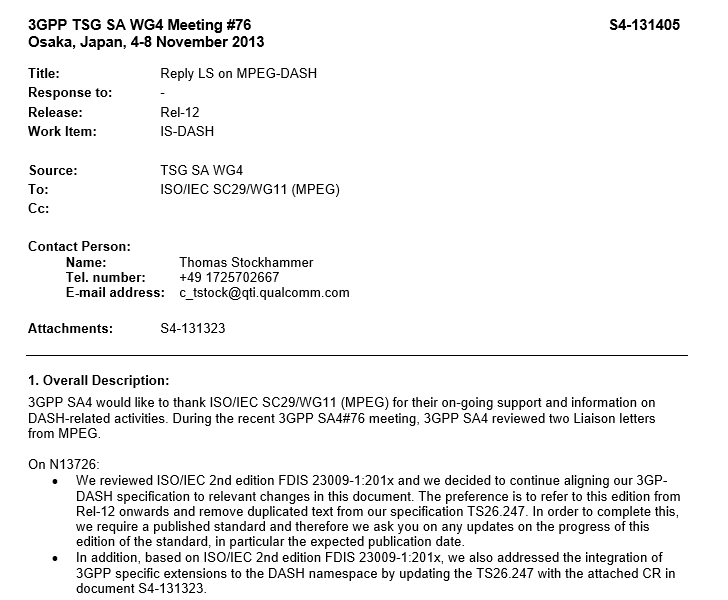 3GPP TSG SA WG4 Meeting #76 S4-131405
Osaka, Japan, 4-8 November 2013
Title: Reply LS on MPEG-DASH
Response to: -
Release: Rel-12
Work Item: IS-DASH
Source: TSG SA WG4
To: ISO/IEC SC29/WG11 (MPEG)
Cc:
Contact Person:
Name: Thomas Stockhammer
Tel. number: +49 1725702667
E-mail address: c_tstock@qti.qualcomm.com
Attachments: S4-131323
1. Overall Description:
3GPP SA4 would like to thank ISO/IEC SC29/WG11 (MPEG) for their on-going support and information on
DASH-related activities. During the recent 3GPP SA4#76 meeting, 3GPP SA4 reviewed two Liaison letters
from MPEG.
On N13726:
• We reviewed ISO/IEC 2nd edition FDIS 23009-1:201x and we decided to continue aligning our 3GP-
DASH specification to relevant changes in this document. The preference is to refer to this edition from
Rel-12 onwards and remove duplicated text from our specification TS26.247. In order to complete this,
we require a published standard and therefore we ask you on any updates on the progress of this
edition of the standard, in particular the expected publication date.
• In addition, based on ISO/IEC 2nd edition FDIS 23009-1:201x, we also addressed the integration of
3GPP specific extensions to the DASH namespace by updating the TS26.247 with the attached CR in
document S4-131323.